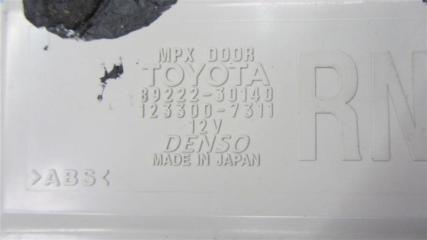 MPX DOOR
TOYOTA
89222-30140
123300-7311
12V
DENSO
MADE IN JAPAN
>ABS<
RN